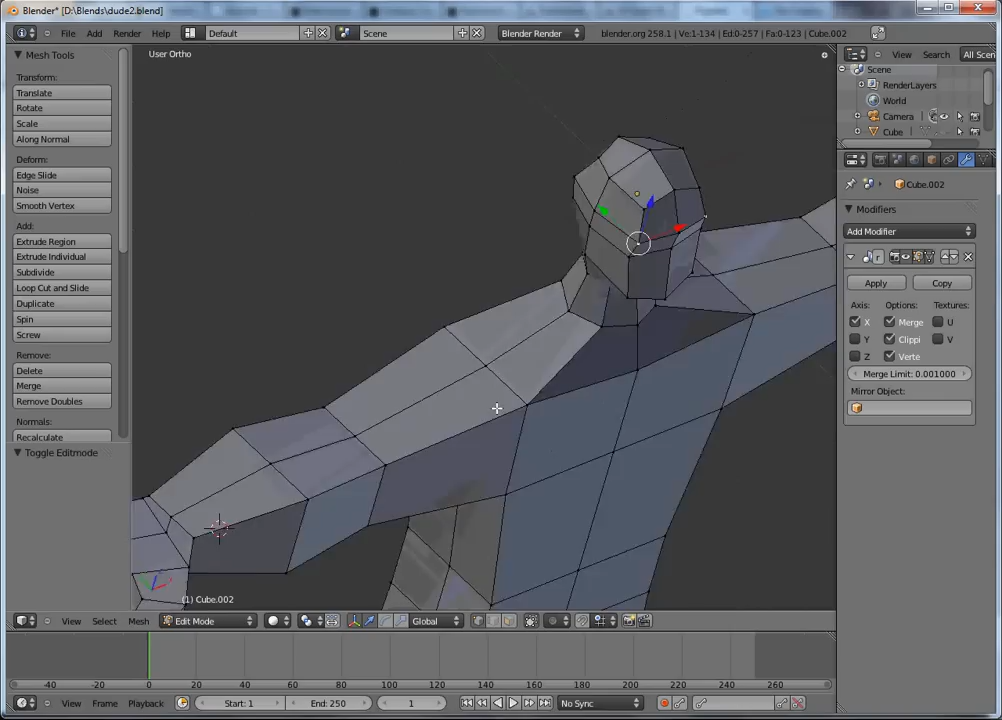 Blender* [D:\Blends\dude2.blend]
File Add Render Help Default Scene Blender Render blender.org 258.1 | Ve:1-134 | Ed:0-257 | Fa:0-123 | Cube.002
Mesh Tools
Transform:
Translate
Rotate
Scale
Along Normal
Deform:
Edge Slide
Noise
Smooth Vertex
Add:
Extrude Region
Extrude Individual
Subdivide
Loop Cut and Slide
Duplicate
Spin
Screw
Remove:
Delete
Merge
Remove Doubles
Normals:
Recalculate
Toggle Editmode
User Ortho
(1) Cube.002
View Search All Scen
Scene
RenderLayers
World
Camera
Cube
Cube.002
Modifiers
Add Modifier
Apply Copy
Axis: Options: Textures:
X Merge U
Y Clippi V
Z Verte
Merge Limit: 0.001000
Mirror Object:
View Select Mesh Edit Mode Global
-40 -20 0 20 40 60 80 100 120 140 160 180 200 220 240 260
View Frame Playback Start: 1 End: 250 1 No Sync